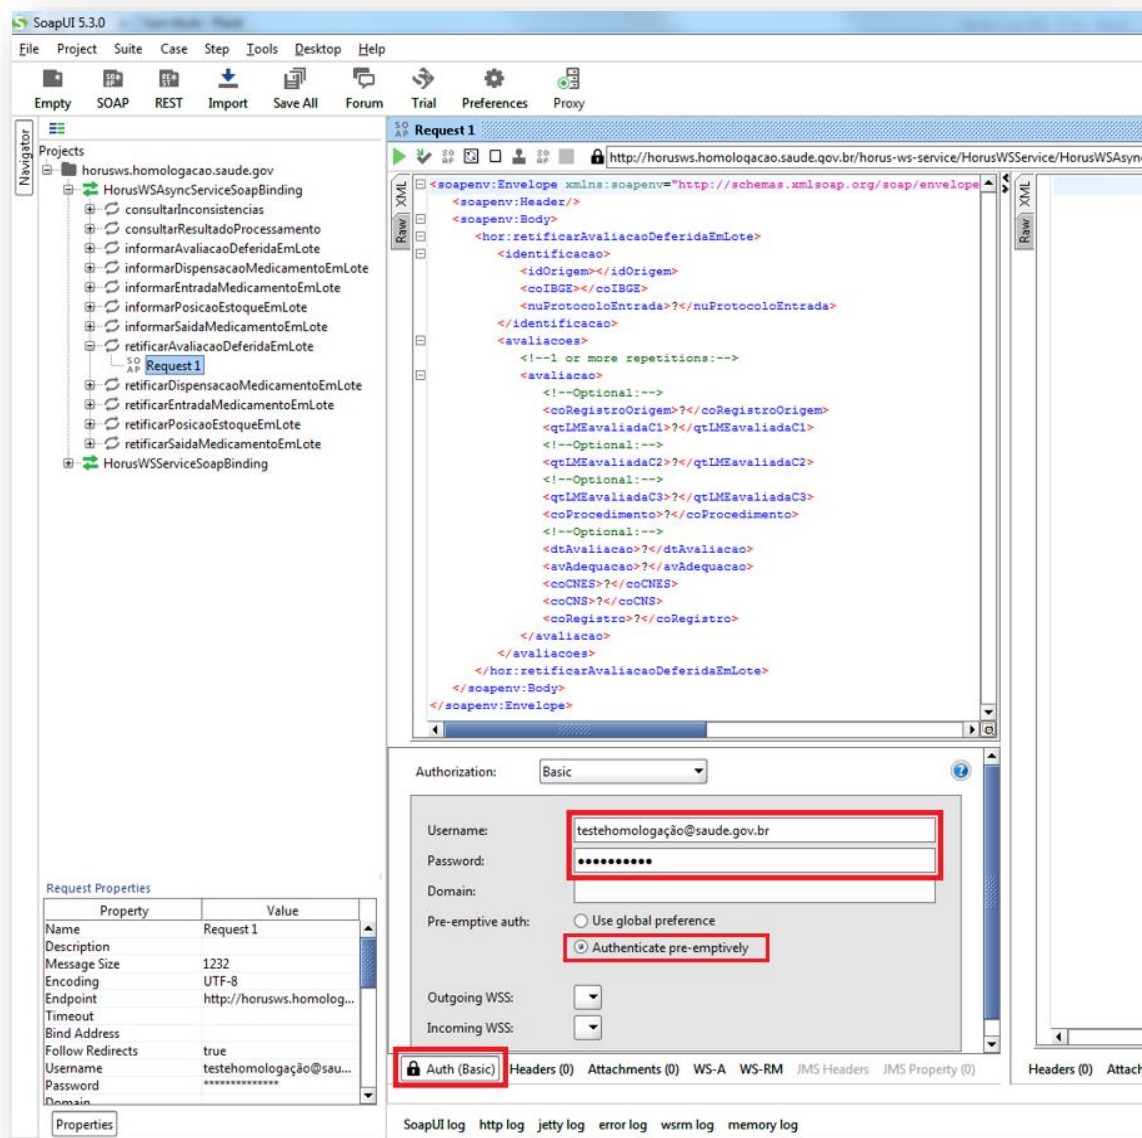 SoapUI 5.3.0
File Project Suite Case Step Tools Desktop Help
Empty SOAP REST Import Save All Forum Trial Preferences Proxy
Navigator
Projects
horusws.homologacao.saude.gov
HorusWSAsyncServiceSoapBinding
consultarInconsistencias
consultarResultadoProcessamento
informarAvaliacaoDeferidaEmLote
informarDispensacaoMedicamentoEmLote
informarEntradaMedicamentoEmLote
informarPosicaoEstoqueEmLote
informarSaidaMedicamentoEmLote
retificarAvaliacaoDeferidaEmLote
SOAP Request 1
retificarDispensacaoMedicamentoEmLote
retificarEntradaMedicamentoEmLote
retificarPosicaoEstoqueEmLote
retificarSaidaMedicamentoEmLote
HorusWSServiceSoapBinding
Request Properties
Property Value
Name Request 1
Description
Message Size 1232
Encoding UTF-8
Endpoint http://horusws.homolog...
Timeout
Bind Address
Follow Redirects true
Username testehomologação@sau...
Password **************
Domain
Properties
SOAP Request 1
http://horusws.homologacao.saude.gov.br/horus-ws-service/HorusWSService/HorusWSAsync
XML
Raw
<soapenv:Envelope xmlns:soapenv="http://schemas.xmlsoap.org/soap/envelope
<soapenv:Header/>
<soapenv:Body>
<hor:retificarAvaliacaoDeferidaEmLote>
<identificacao>
<idOrigem></idOrigem>
<coIBGE></coIBGE>
<nuProtocoloEntrada>?</nuProtocoloEntrada>
</identificacao>
<avaliacoes>
<!--1 or more repetitions:-->
<avaliacao>
<!--Optional:-->
<coRegistroOrigem>?</coRegistroOrigem>
<qtLMEavaliadaC1>?</qtLMEavaliadaC1>
<!--Optional:-->
<qtLMEavaliadaC2>?</qtLMEavaliadaC2>
<!--Optional:-->
<qtLMEavaliadaC3>?</qtLMEavaliadaC3>
<coProcedimento>?</coProcedimento>
<!--Optional:-->
<dtAvaliacao>?</dtAvaliacao>
<avAdequacao>?</avAdequacao>
<coCNES>?</coCNES>
<coCNS>?</coCNS>
<coRegistro>?</coRegistro>
</avaliacao>
</avaliacoes>
</hor:retificarAvaliacaoDeferidaEmLote>
</soapenv:Body>
</soapenv:Envelope>
XML
Raw
Authorization: Basic
Username: testehomologação@saude.gov.br
Password: ••••••••••
Domain:
Pre-emptive auth: Use global preference
Authenticate pre-emptively
Outgoing WSS:
Incoming WSS:
Auth (Basic) Headers (0) Attachments (0) WS-A WS-RM JMS Headers JMS Property (0)
Headers (0) Attach
SoapUI log http log jetty log error log wsrm log memory log